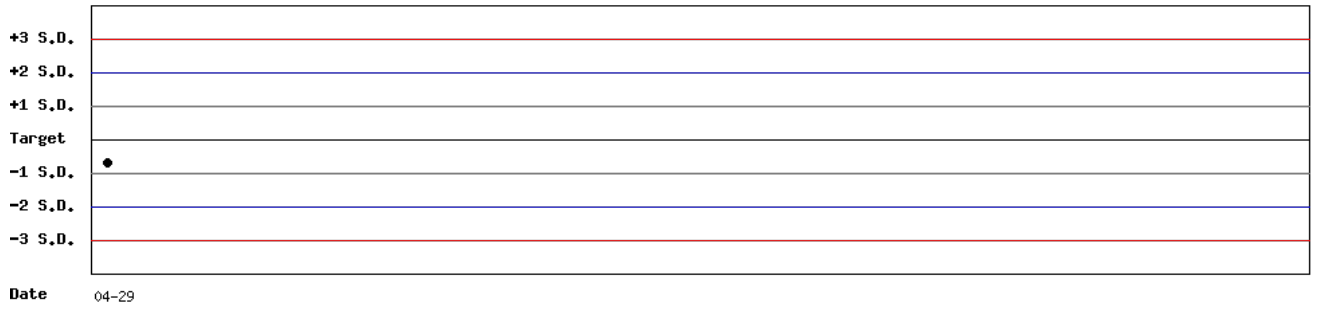 +3 S.D.
+2 S.D.
+1 S.D.
Target
-1 S.D.
-2 S.D.
-3 S.D.
Date 04-29